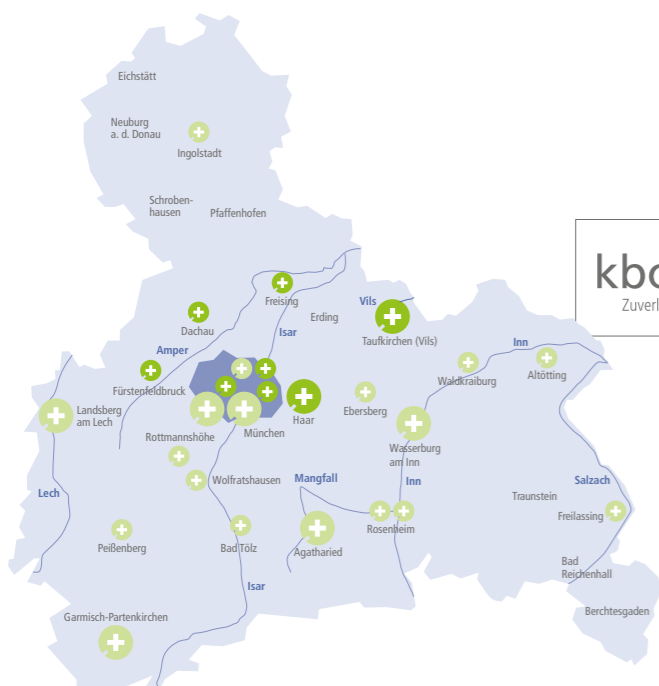 Eichstätt
Neuburg
a. d. Donau
Ingolstadt
Schroben-
hausen
Pfaffenhofen
kbo
Zuverl
Freising
Vils
Erding
Dachau
Isar
Taufkirchen (Vils)
Amper
Inn
Waldkraiburg
Altötting
Fürstenfeldbruck
Ebersberg
Landsberg
am Lech
Haar
München
Rottmannshöhe
Wasserburg
am Inn
Wolfratshausen
Mangfall
Inn
Salzach
Lech
Traunstein
Freilassing
Peißenberg
Bad Tölz
Agatharied
Rosenheim
Bad
Reichenhall
Isar
Berchtesgaden
Garmisch-Partenkirchen